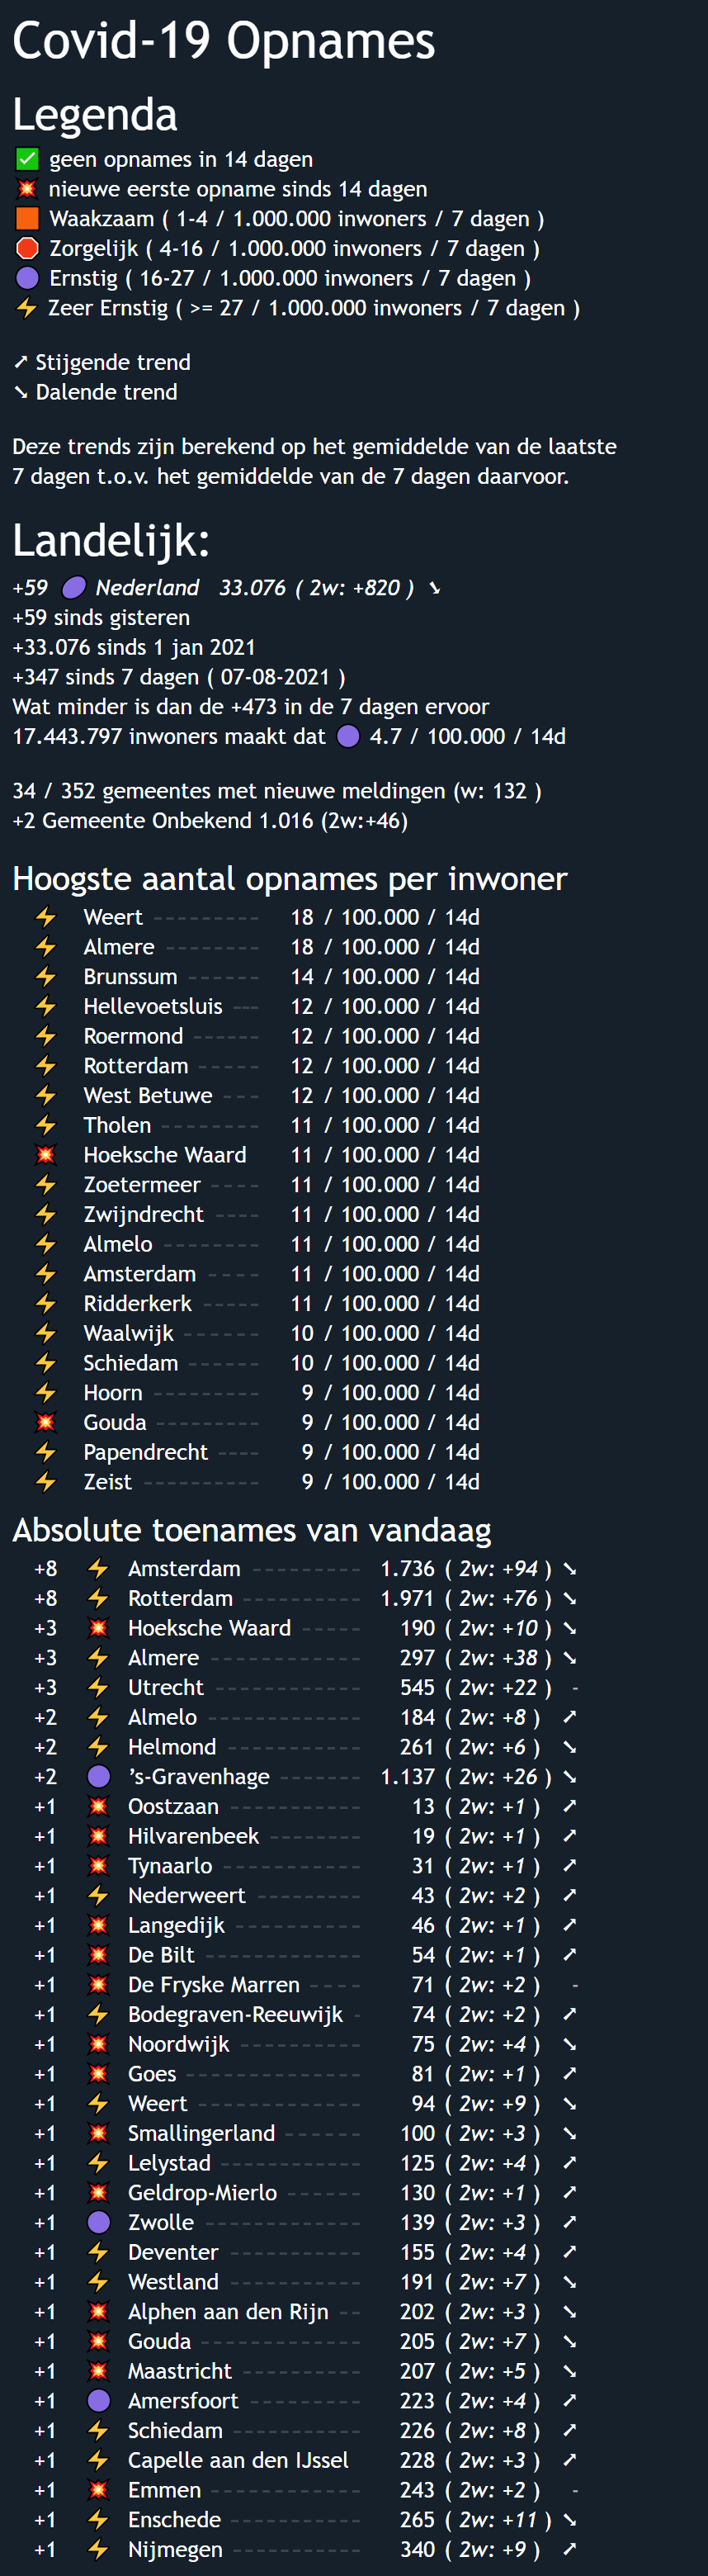 Covid-19 Opnames
Legenda
✅ geen opnames in 14 dagen
💥 nieuwe eerste opname sinds 14 dagen
🟧 Waakzaam ( 1-4 / 1.000.000 inwoners / 7 dagen )
🛑 Zorgelijk ( 4-16 / 1.000.000 inwoners / 7 dagen )
🟣 Ernstig ( 16-27 / 1.000.000 inwoners / 7 dagen )
⚡ Zeer Ernstig ( >= 27 / 1.000.000 inwoners / 7 dagen )
➚ Stijgende trend
➘ Dalende trend
Deze trends zijn berekend op het gemiddelde van de laatste
7 dagen t.o.v. het gemiddelde van de 7 dagen daarvoor.
Landelijk:
+59 🟣 Nederland 33.076 ( 2w: +820 ) ➘
+59 sinds gisteren
+33.076 sinds 1 jan 2021
+347 sinds 7 dagen ( 07-08-2021 )
Wat minder is dan de +473 in de 7 dagen ervoor
17.443.797 inwoners maakt dat 🟣 4.7 / 100.000 / 14d
34 / 352 gemeentes met nieuwe meldingen (w: 132 )
+2 Gemeente Onbekend 1.016 (2w:+46)
Hoogste aantal opnames per inwoner
⚡ Weert ---------- 18 / 100.000 / 14d
⚡ Almere --------- 18 / 100.000 / 14d
⚡ Brunssum ------- 14 / 100.000 / 14d
⚡ Hellevoetsluis --- 12 / 100.000 / 14d
⚡ Roermond ------ 12 / 100.000 / 14d
⚡ Rotterdam ------ 12 / 100.000 / 14d
⚡ West Betuwe --- 12 / 100.000 / 14d
⚡ Tholen --------- 11 / 100.000 / 14d
💥 Hoeksche Waard 11 / 100.000 / 14d
⚡ Zoetermeer ---- 11 / 100.000 / 14d
⚡ Zwijndrecht ---- 11 / 100.000 / 14d
⚡ Almelo --------- 11 / 100.000 / 14d
⚡ Amsterdam ---- 11 / 100.000 / 14d
⚡ Ridderkerk ----- 11 / 100.000 / 14d
⚡ Waalwijk ------- 10 / 100.000 / 14d
⚡ Schiedam ------ 10 / 100.000 / 14d
⚡ Hoorn ---------- 9 / 100.000 / 14d
💥 Gouda --------- 9 / 100.000 / 14d
⚡ Papendrecht ---- 9 / 100.000 / 14d
⚡ Zeist ---------- 9 / 100.000 / 14d
Absolute toenames van vandaag
+8 ⚡ Amsterdam ---------- 1.736 ( 2w: +94 ) ➘
+8 ⚡ Rotterdam ----------- 1.971 ( 2w: +76 ) ➘
+3 💥 Hoeksche Waard ----- 190 ( 2w: +10 ) ➘
+3 ⚡ Almere ------------- 297 ( 2w: +38 ) ➘
+3 ⚡ Utrecht ------------- 545 ( 2w: +22 ) -
+2 ⚡ Almelo -------------- 184 ( 2w: +8 ) ➚
+2 ⚡ Helmond ------------ 261 ( 2w: +6 ) ➘
+2 🟣 's-Gravenhage ------- 1.137 ( 2w: +26 ) ➘
+1 💥 Oostzaan ----------- 13 ( 2w: +1 ) ➚
+1 💥 Hilvarenbeek -------- 19 ( 2w: +1 ) ➚
+1 💥 Tynaarlo ------------ 31 ( 2w: +1 ) ➚
+1 ⚡ Nederweert --------- 43 ( 2w: +2 ) ➚
+1 💥 Langedijk ----------- 46 ( 2w: +1 ) ➚
+1 💥 De Bilt -------------- 54 ( 2w: +1 ) ➚
+1 💥 De Fryske Marren ---- 71 ( 2w: +2 ) -
+1 ⚡ Bodegraven-Reeuwijk - 74 ( 2w: +2 ) ➚
+1 💥 Noordwijk ---------- 75 ( 2w: +4 ) ➘
+1 💥 Goes --------------- 81 ( 2w: +1 ) ➚
+1 ⚡ Weert -------------- 94 ( 2w: +9 ) ➘
+1 💥 Smallingerland ------ 100 ( 2w: +3 ) ➘
+1 ⚡ Lelystad ------------ 125 ( 2w: +4 ) ➚
+1 💥 Geldrop-Mierlo ------ 130 ( 2w: +1 ) ➚
+1 🟣 Zwolle -------------- 139 ( 2w: +3 ) ➚
+1 ⚡ Deventer ----------- 155 ( 2w: +4 ) ➚
+1 ⚡ Westland ----------- 191 ( 2w: +7 ) ➘
+1 💥 Alphen aan den Rijn -- 202 ( 2w: +3 ) ➘
+1 💥 Gouda -------------- 205 ( 2w: +7 ) ➘
+1 💥 Maastricht ---------- 207 ( 2w: +5 ) ➘
+1 🟣 Amersfoort ---------- 223 ( 2w: +4 ) ➚
+1 ⚡ Schiedam ----------- 226 ( 2w: +8 ) ➚
+1 ⚡ Capelle aan den IJssel 228 ( 2w: +3 ) ➚
+1 💥 Emmen ------------- 243 ( 2w: +2 ) -
+1 ⚡ Enschede ----------- 265 ( 2w: +11 ) ➘
+1 ⚡ Nijmegen ----------- 340 ( 2w: +9 ) ➚